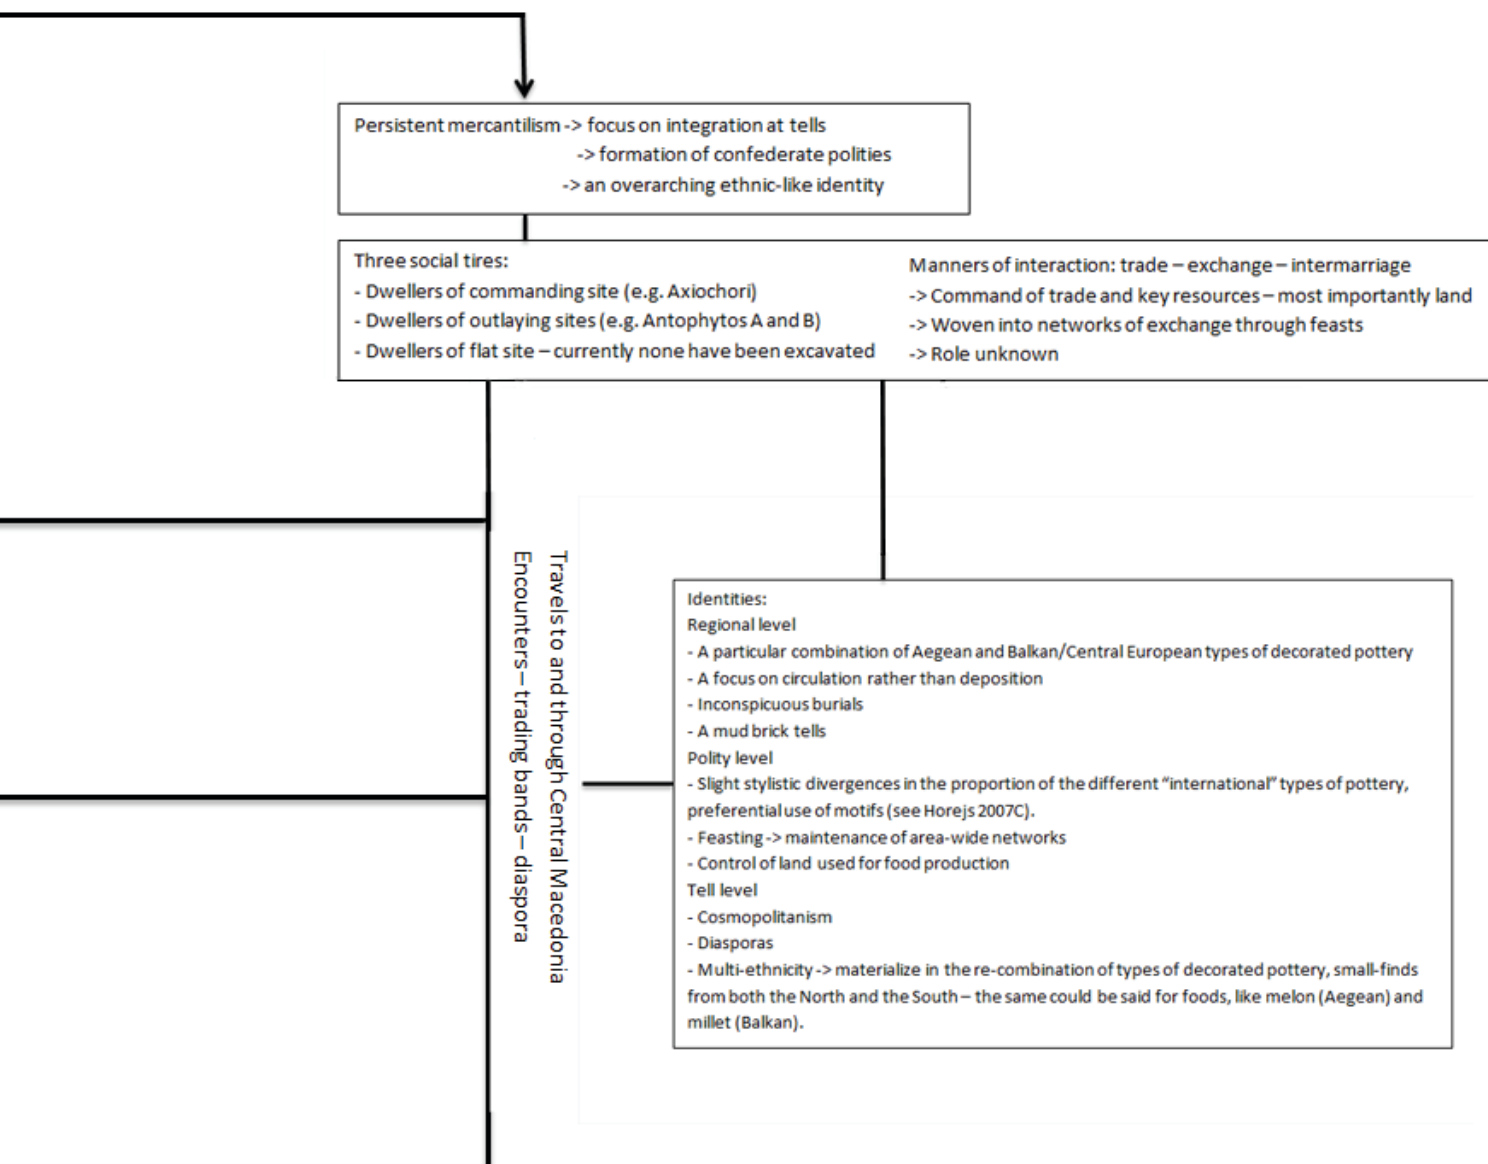 Persistent mercantilism -> focus on integration at tells
-> formation of confederate polities
-> an overarching ethnic-like identity
Three social tires:
- Dwellers of commanding site (e.g. Axiochori)
- Dwellers of outlaying sites (e.g. Antophytos A and B)
- Dwellers of flat site – currently none have been excavated
Manners of interaction: trade – exchange – intermarriage
-> Command of trade and key resources – most importantly land
-> Woven into networks of exchange through feasts
-> Role unknown
Travels to and through Central Macedonia
Encounters – trading bands – diaspora
Identities:
Regional level
- A particular combination of Aegean and Balkan/Central European types of decorated pottery
- A focus on circulation rather than deposition
- Inconspicuous burials
- A mud brick tells
Polity level
- Slight stylistic divergences in the proportion of the different “international” types of pottery,
preferential use of motifs (see Horejs 2007C).
- Feasting -> maintenance of area-wide networks
- Control of land used for food production
Tell level
- Cosmopolitanism
- Diasporas
- Multi-ethnicity -> materialize in the re-combination of types of decorated pottery, small-finds
from both the North and the South – the same could be said for foods, like melon (Aegean) and
millet (Balkan).